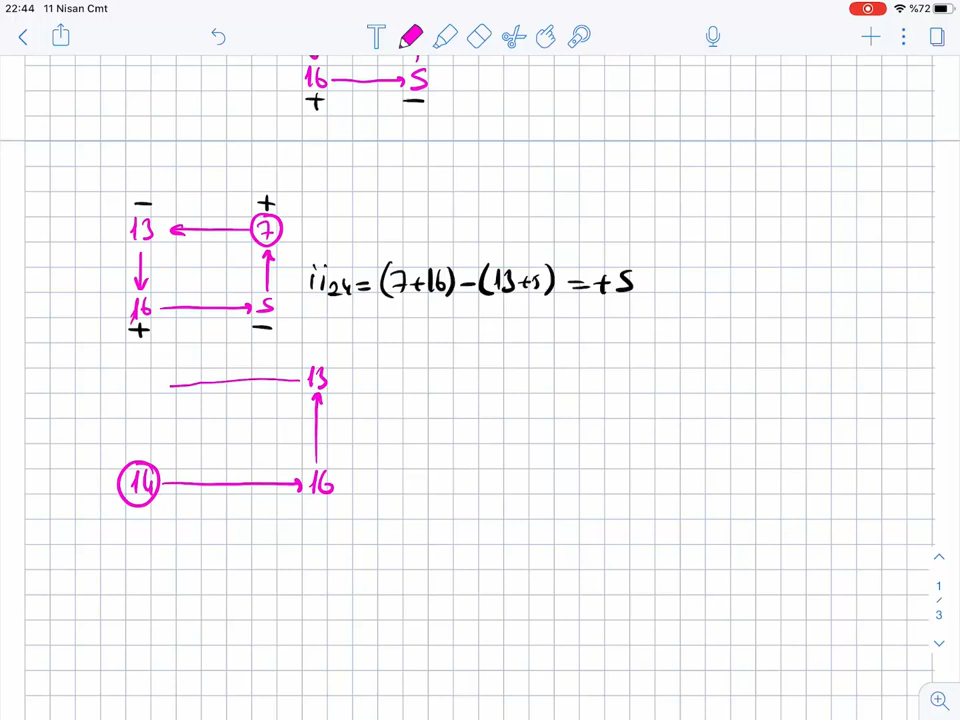 22:44 11 Nisan Cmt %72
T
16 → 5
+ −
− +
13 ← 7
ii24 = (7+16) − (13+5) = +5
16 → 5
+ −
13
14 → 16
1
/
3